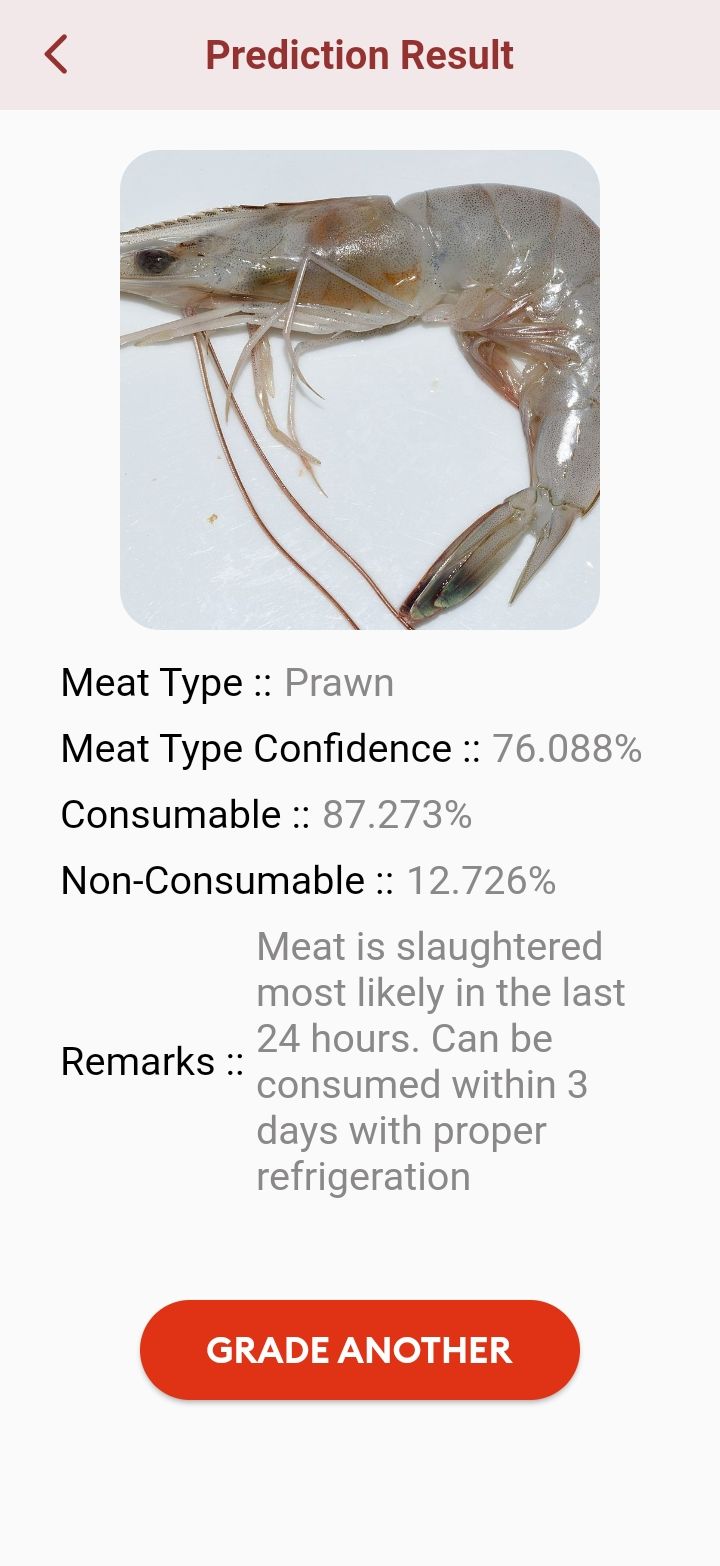 Prediction Result
Meat Type :: Prawn
Meat Type Confidence :: 76.088%
Consumable :: 87.273%
Non-Consumable :: 12.726%
Remarks ::
Meat is slaughtered
most likely in the last
24 hours. Can be
consumed within 3
days with proper
refrigeration
GRADE ANOTHER